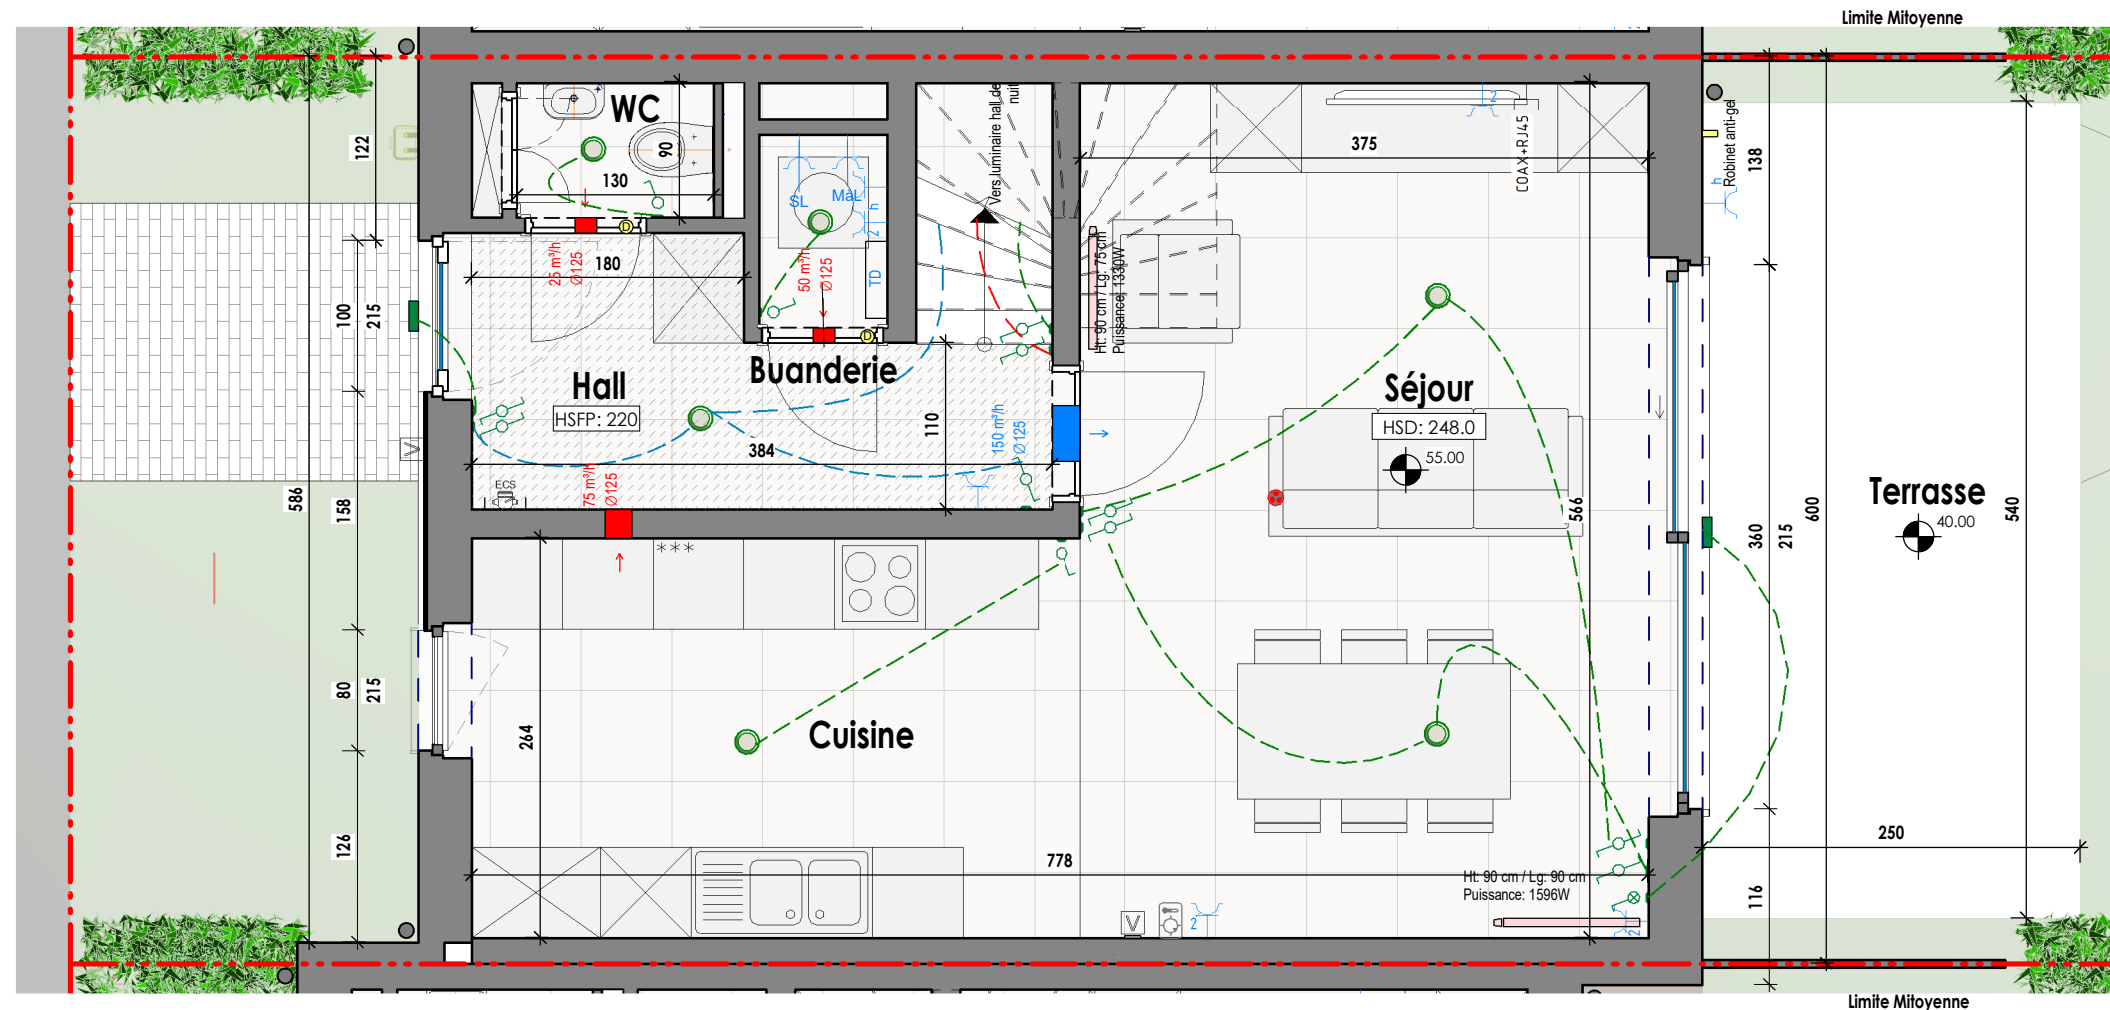 Limite Mitoyenne
WC
90
130
122
Vers luminaire hall de
nuit
375
2
COAX+RJ45
Robinet anti-gel
h
138
SL
MaL
h
2
TD
D
25 m³/h
Ø125
180
50 m³/h
Ø125
D
Ht: 90 cm / Lg: 75 cm
Puissance: 1330W
100
215
Hall
HSFP: 220
Buanderie
110
384
150 m³/h
Ø125
75 m³/h
Ø125
ECS
V
Séjour
HSD: 248.0
55.00
566
Terrasse
40.00
586
158
360
215
600
540
***
80
215
264
Cuisine
126
778
250
116
Ht: 90 cm / Lg: 90 cm
Puissance: 1596W
V
2
2
Limite Mitoyenne